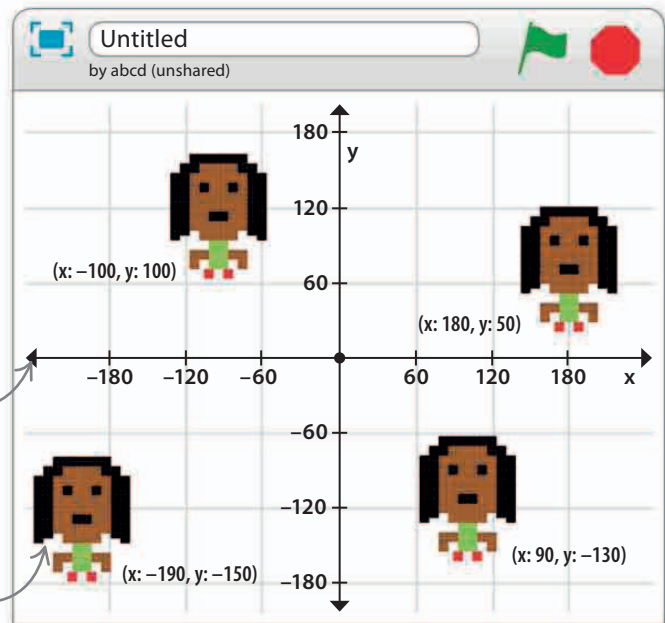 Untitled
by abcd (unshared)
180
y
120
(x: −100, y: 100)
60
(x: 180, y: 50)
−180 −120 −60 60 120 180 x
−60
−120
(x: 90, y: −130)
(x: −190, y: −150)
−180